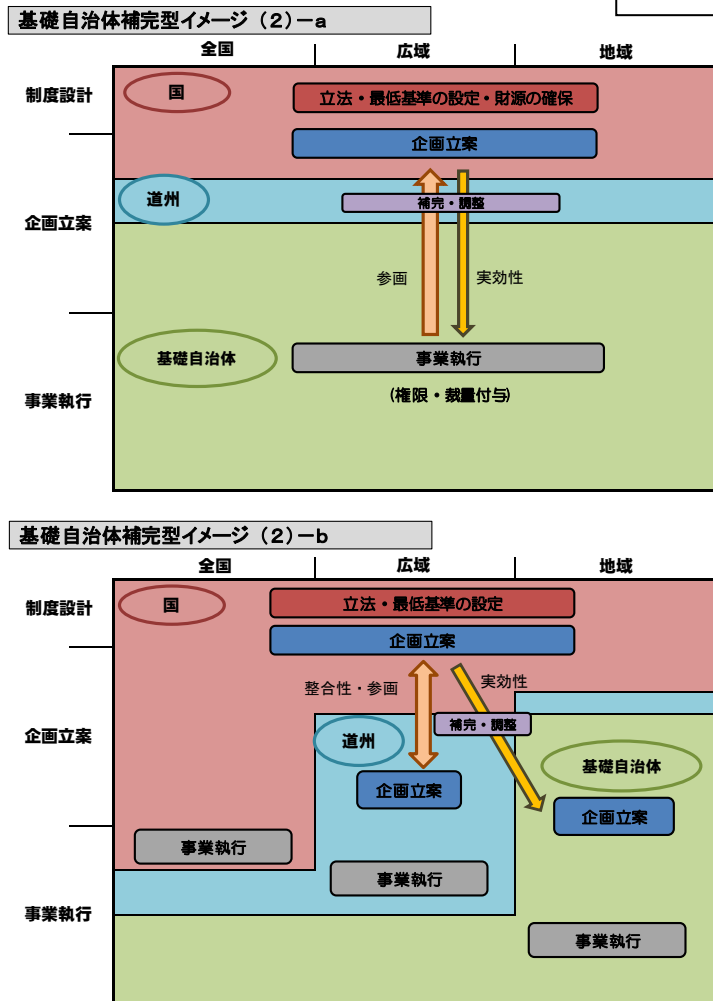 基礎自治体補完型イメージ（２）－a
全国
広域
地域
制度設計
国
立法・最低基準の設定・財源の確保
企画立案
道州
補完・調整
企画立案
参画
実効性
基礎自治体
事業執行
事業執行
（権限・裁量付与）
基礎自治体補完型イメージ（２）－b
全国
広域
地域
制度設計
国
立法・最低基準の設定
企画立案
整合性・参画
実効性
企画立案
道州
補完・調整
基礎自治体
企画立案
企画立案
事業執行
事業執行
事業執行
事業執行